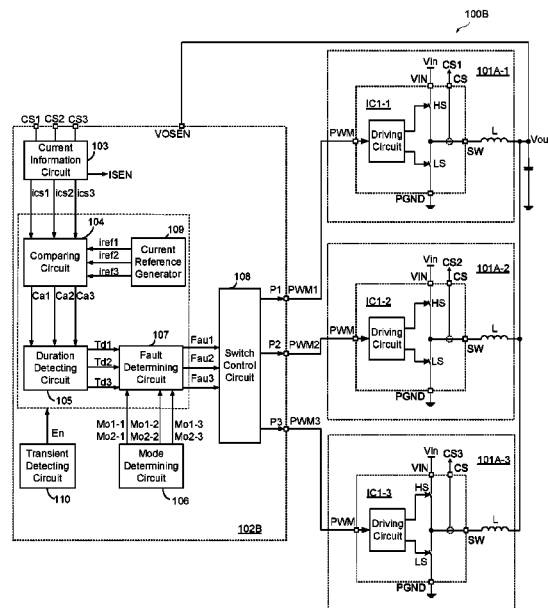 100B
CS1 CS2 CS3
VOSEN
103
Current Information Circuit
ISEN
ics1 ics2 ics3
104
109
Comparing Circuit
iref1
iref2
iref3
Current Reference Generator
Ca1 Ca2 Ca3
108
107
Duration Detecting Circuit
105
Td1
Td2
Td3
Fault Determining Circuit
Fau1
Fau2
Fau3
Switch Control Circuit
P1 PWM1
P2 PWM2
P3 PWM3
En
Mo1-1 Mo1-2 Mo1-3
Mo2-1 Mo2-2 Mo2-3
Transient Detecting Circuit
110
Mode Determining Circuit
106
102B
Vin CS1 101A-1
VIN CS
IC1-1
HS
PWM
Driving Circuit
L
SW
LS
PGND
Vin CS2 101A-2
VIN CS
IC1-2
HS
PWM
Driving Circuit
L
SW
LS
PGND
Vin CS3 101A-3
VIN CS
IC1-3
HS
PWM
Driving Circuit
L
SW
LS
PGND